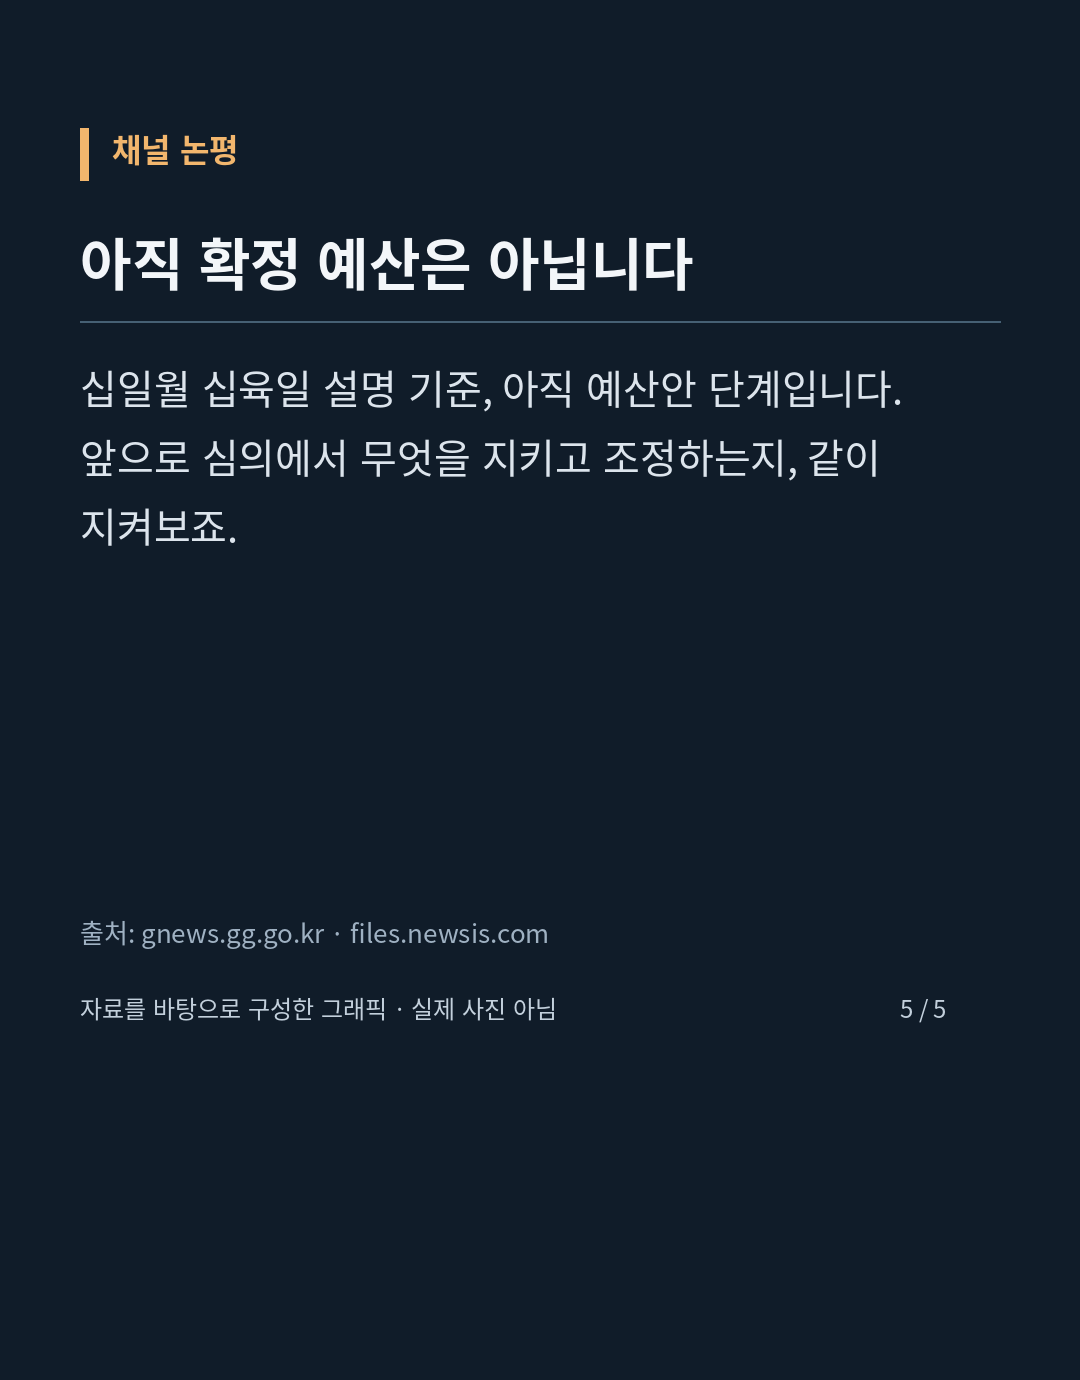 채널 논평
아직 확정 예산은 아닙니다
십일월 십육일 설명 기준, 아직 예산안 단계입니다.
앞으로 심의에서 무엇을 지키고 조정하는지, 같이
지켜보죠.
출처: gnews.gg.go.kr · files.newsis.com
자료를 바탕으로 구성한 그래픽 · 실제 사진 아님
5 / 5